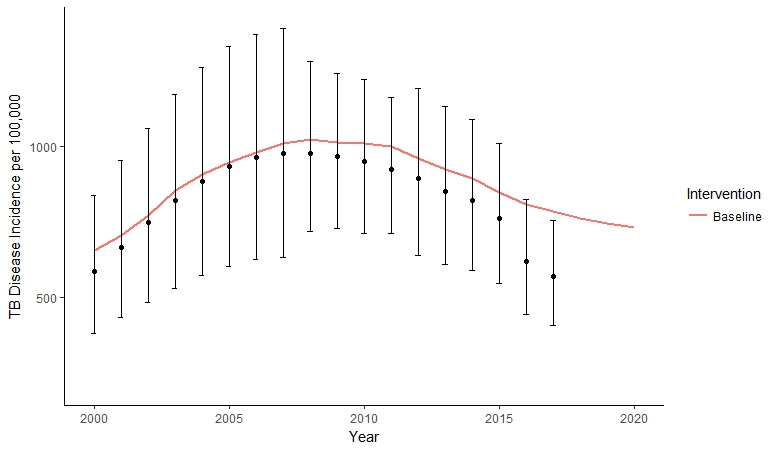 TB Disease Incidence per 100,000
1000
500
2000 2005 2010 2015 2020
Year
Intervention
Baseline